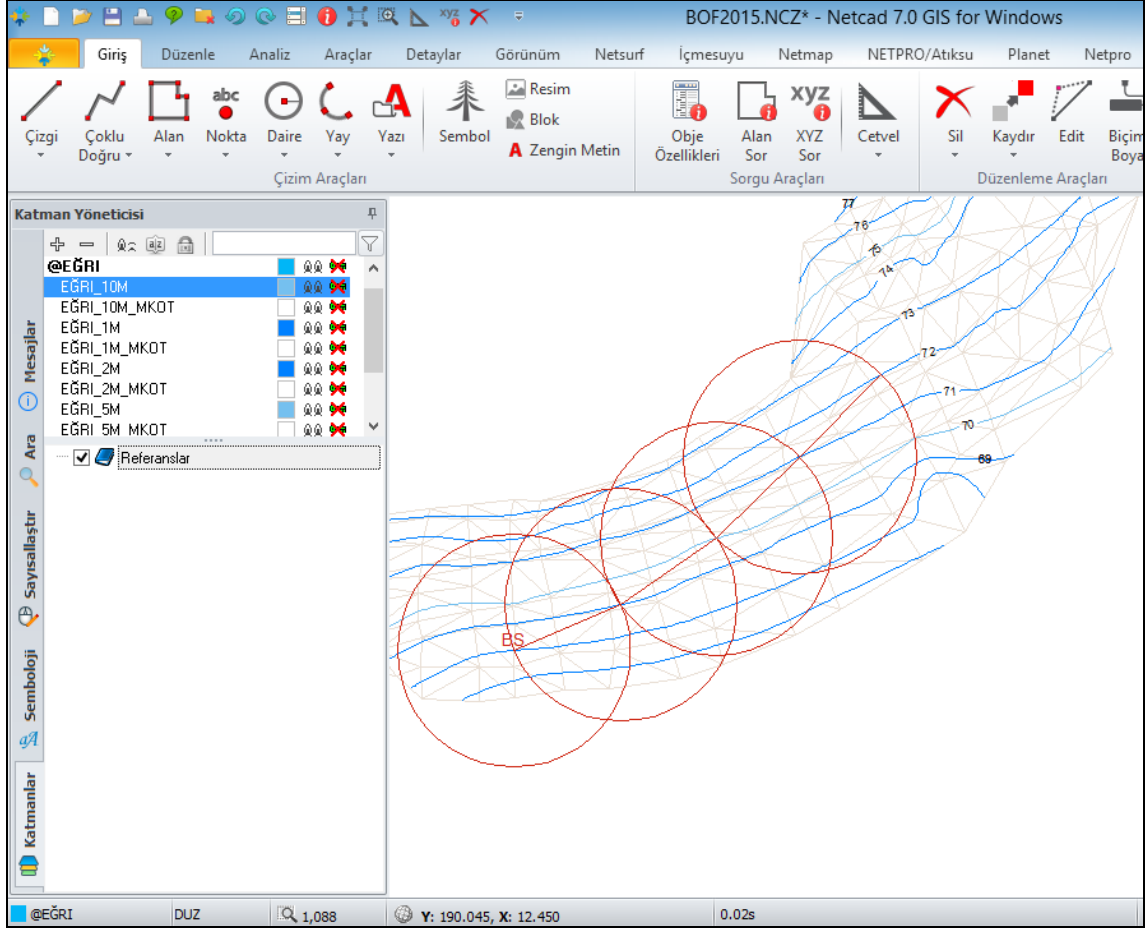 xyz
BOF2015.NCZ* - Netcad 7.0 GIS for Windows
Giriş Düzenle Analiz Araçlar Detaylar Görünüm Netsurf İçmesuyu Netmap NETPRO/Atıksu Planet Netpro
abc
xyz
Resim
Blok
Zengin Metin
Çizgi Çoklu Doğru Alan Nokta Daire Yay Yazı Sembol
Obje Özellikleri Alan Sor XYZ Sor Cetvel Sil Kaydır Edit Biçim Boya
Çizim Araçları Sorgu Araçları Düzenleme Araçları
Katman Yöneticisi
@EĞRI
EĞRI_10M
EĞRI_10M_MKOT
EĞRI_1M
EĞRI_1M_MKOT
EĞRI_2M
EĞRI_2M_MKOT
EĞRI_5M
EĞRI_5M_MKOT
Referanslar
Mesajlar
Ara
Sayısallaştır
Semboloji
Katmanlar
77
76
75
74
73
72
71
70
69
BS
@EĞRI DUZ 1,088 Y: 190.045, X: 12.450 0.02s